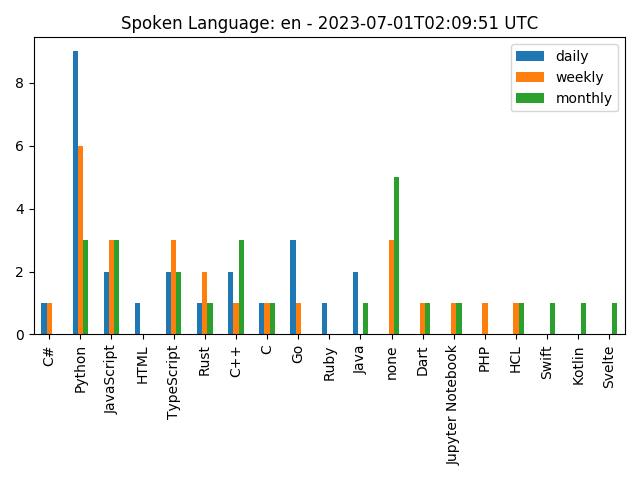 Spoken Language: en - 2023-07-01T02:09:51 UTC
daily
weekly
monthly
8
6
4
2
0
C#
Python
JavaScript
HTML
TypeScript
Rust
C++
C
Go
Ruby
Java
none
Dart
Jupyter Notebook
PHP
HCL
Swift
Kotlin
Svelte